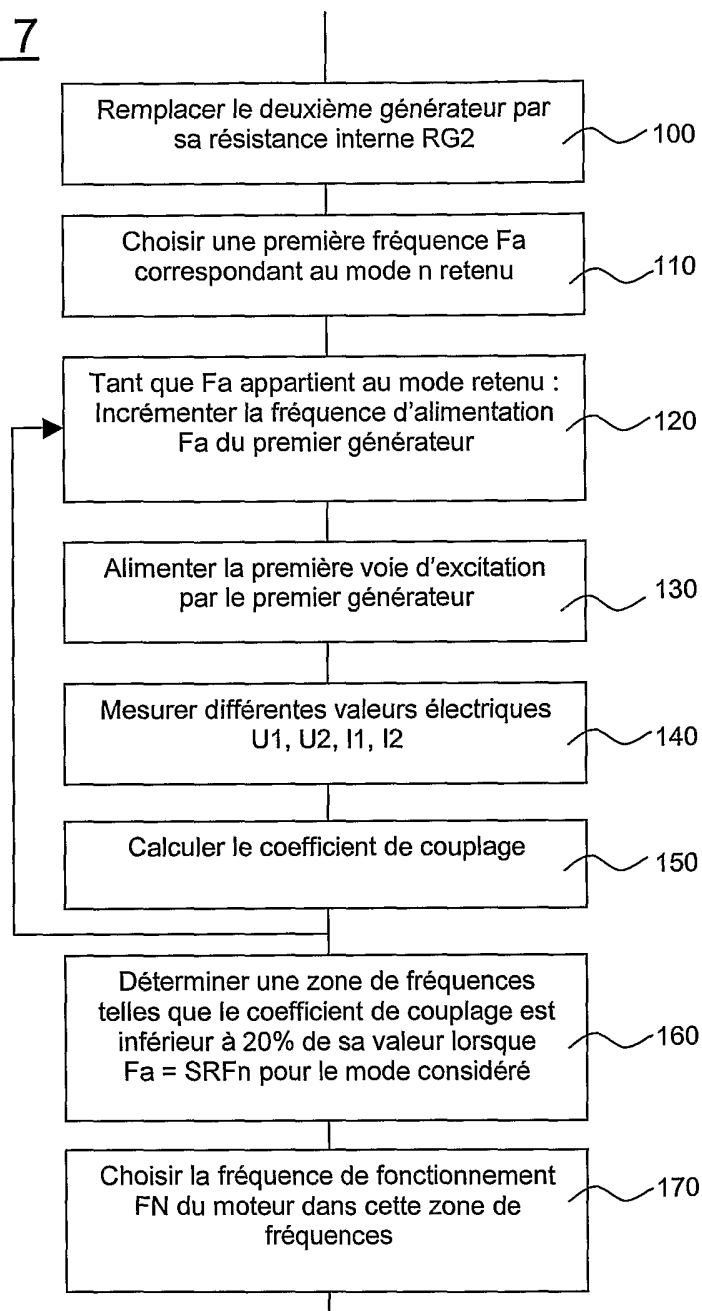 7
Remplacer le deuxième générateur par
sa résistance interne RG2
100
Choisir une première fréquence Fa
correspondant au mode n retenu
110
Tant que Fa appartient au mode retenu :
Incrémenter la fréquence d'alimentation
Fa du premier générateur
120
Alimenter la première voie d'excitation
par le premier générateur
130
Mesurer différentes valeurs électriques
U1, U2, I1, I2
140
Calculer le coefficient de couplage
150
Déterminer une zone de fréquences
telles que le coefficient de couplage est
inférieur à 20% de sa valeur lorsque
Fa = SRFn pour le mode considéré
160
Choisir la fréquence de fonctionnement
FN du moteur dans cette zone de
fréquences
170